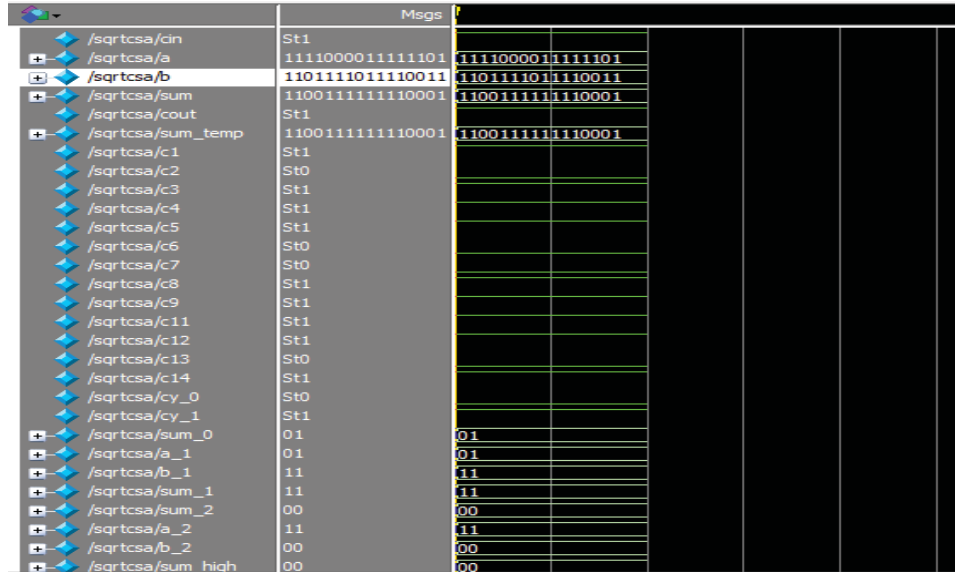 Msgs
/sqrtcsa/cin St1
/sqrtcsa/a 1111000011111101 1111000011111101
/sqrtcsa/b 1101111011110011 1101111011110011
/sqrtcsa/sum 1100111111110001 1100111111110001
/sqrtcsa/cout St1
/sqrtcsa/sum_temp 1100111111110001 1100111111110001
/sqrtcsa/c1 St1
/sqrtcsa/c2 St0
/sqrtcsa/c3 St1
/sqrtcsa/c4 St1
/sqrtcsa/c5 St1
/sqrtcsa/c6 St0
/sqrtcsa/c7 St0
/sqrtcsa/c8 St1
/sqrtcsa/c9 St1
/sqrtcsa/c11 St1
/sqrtcsa/c12 St1
/sqrtcsa/c13 St0
/sqrtcsa/c14 St1
/sqrtcsa/cy_0 St0
/sqrtcsa/cy_1 St1
/sqrtcsa/sum_0 01 01
/sqrtcsa/a_1 01 01
/sqrtcsa/b_1 11 11
/sqrtcsa/sum_1 11 11
/sqrtcsa/sum_2 00 00
/sqrtcsa/a_2 11 11
/sqrtcsa/b_2 00 00
/sqrtcsa/sum_high 00 00